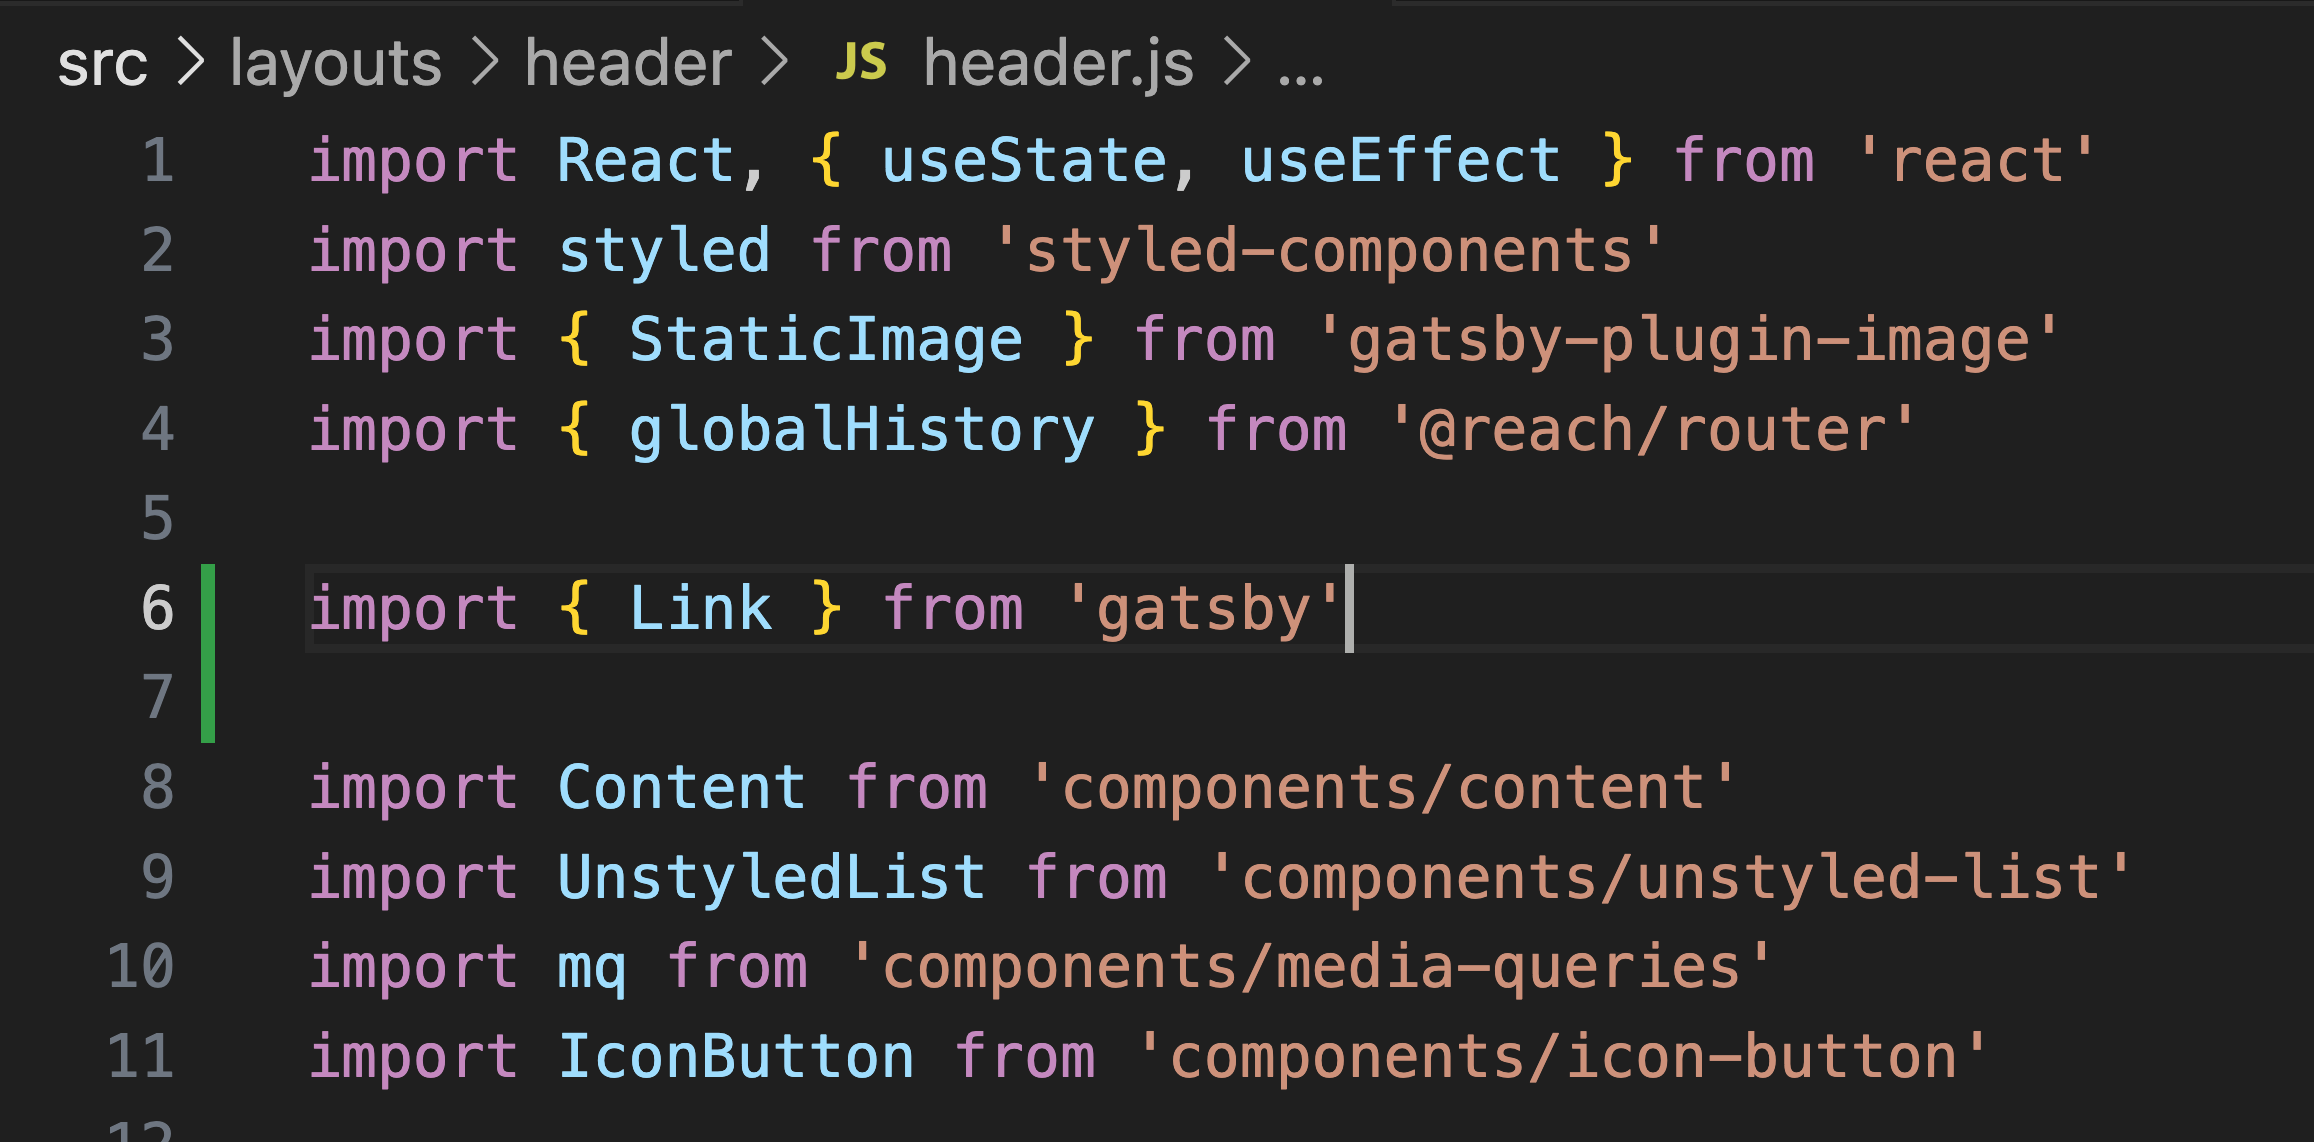 src > layouts > header > JS header.js > ...
1 import React, { useState, useEffect } from 'react'
2 import styled from 'styled-components'
3 import { StaticImage } from 'gatsby-plugin-image'
4 import { globalHistory } from '@reach/router'
5
6 import { Link } from 'gatsby'
7
8 import Content from 'components/content'
9 import UnstyledList from 'components/unstyled-list'
10 import mq from 'components/media-queries'
11 import IconButton from 'components/icon-button'
12